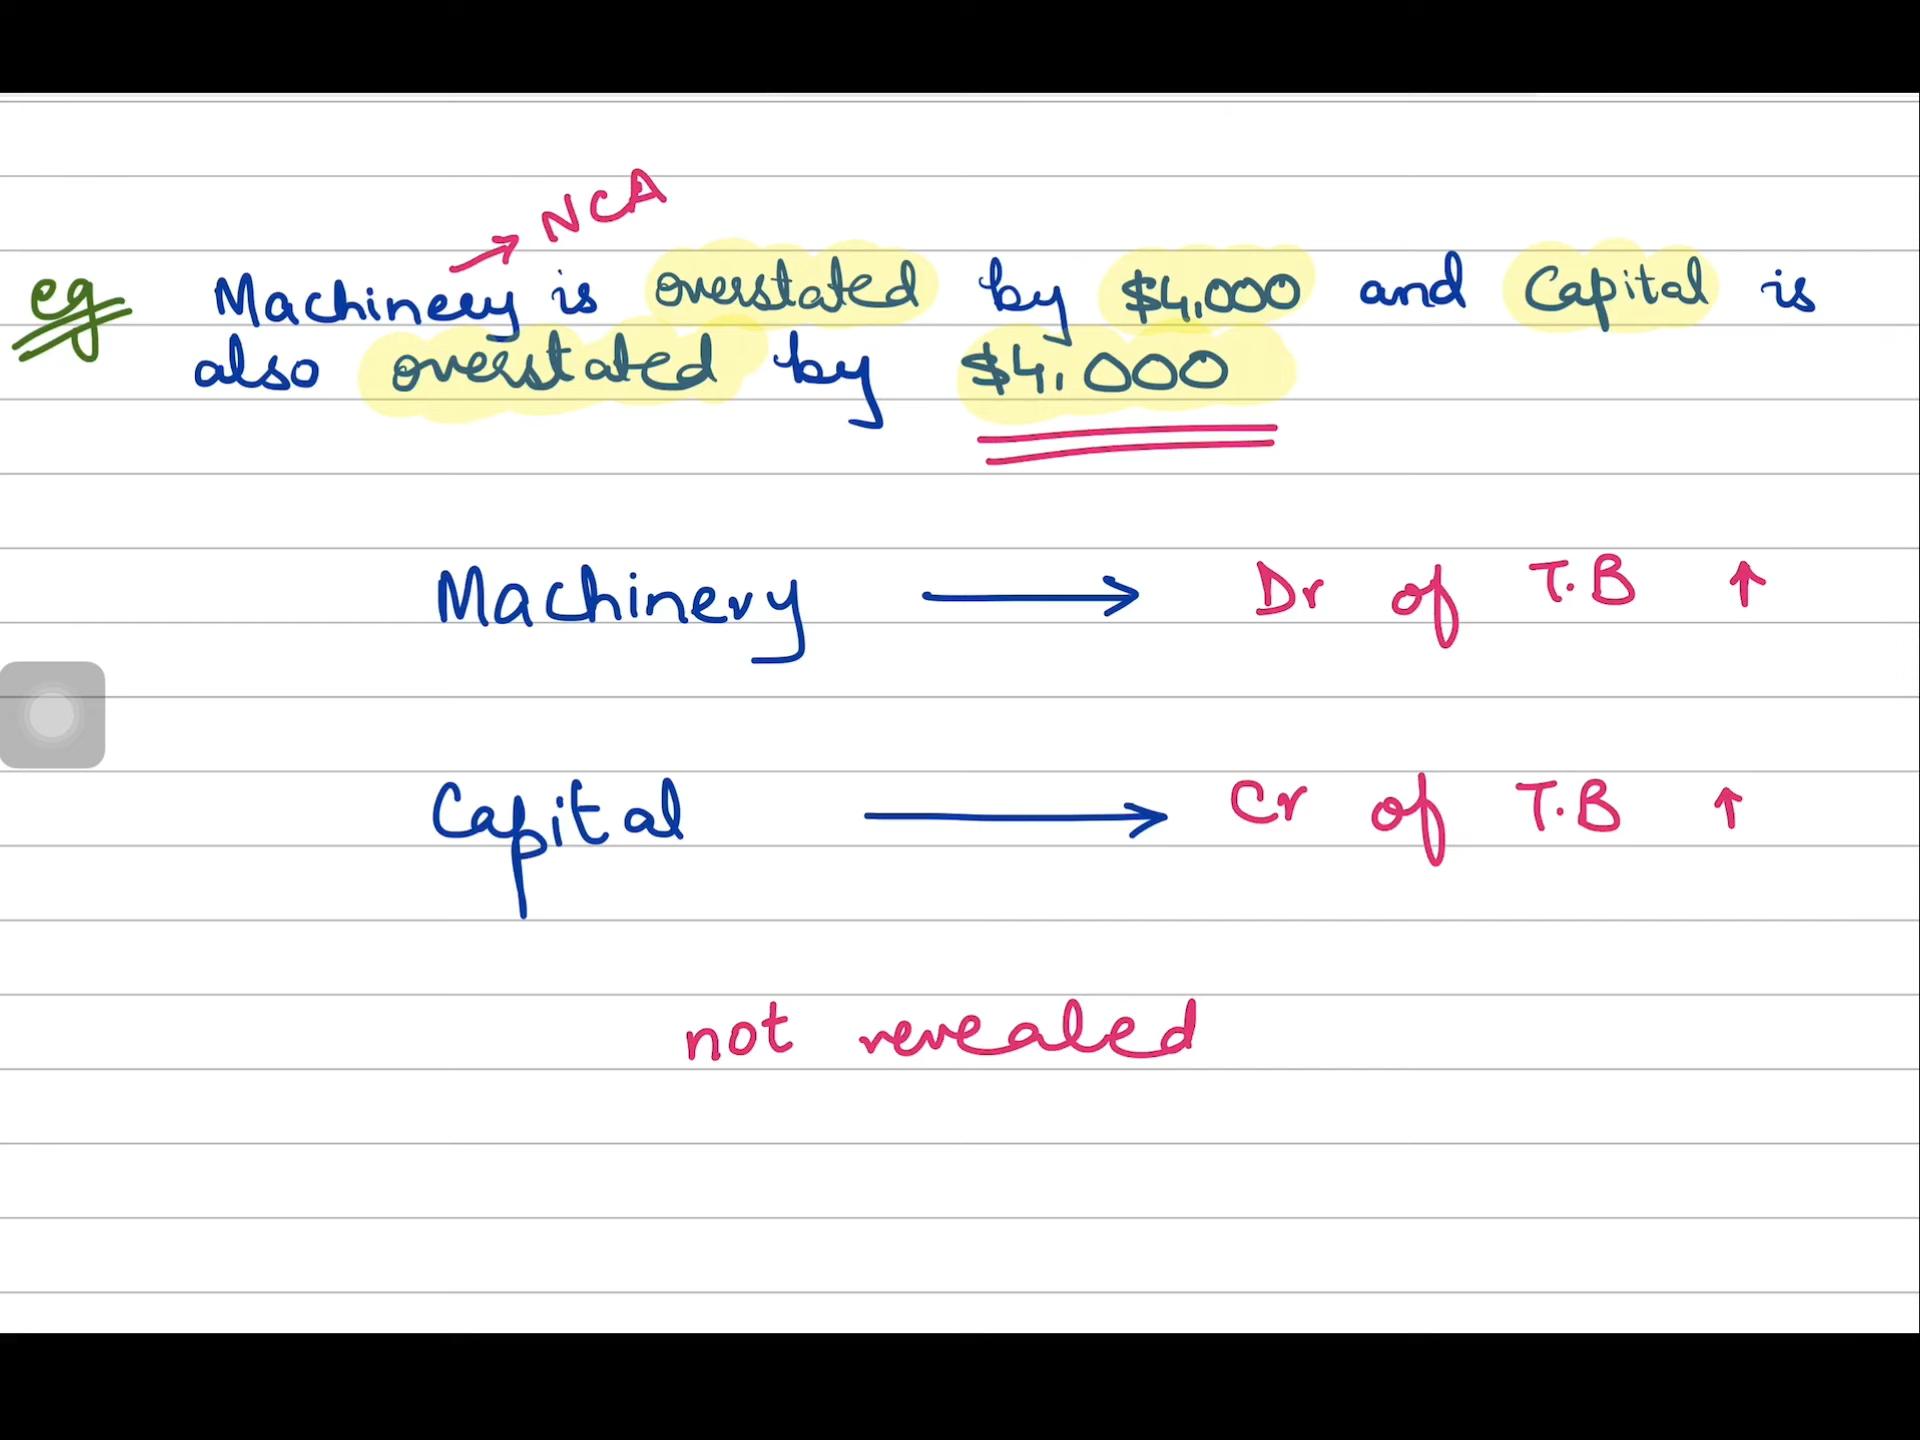 NCA
eg Machinery is overstated by $4,000 and Capital is
also overstated by $4,000
Machinery → Dr of T.B ↑
Capital → Cr of T.B ↑
not revealed